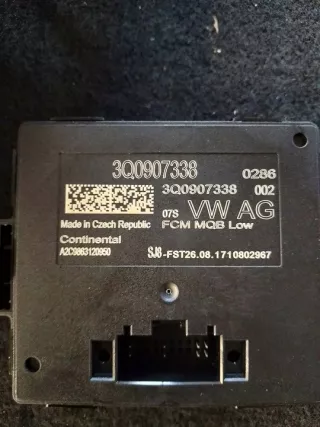 3Q0907338 0286
3Q0907338 002
07S VW AG
Made in Czech Republic FCM MQB Low
Continental
A2C9863120950 SJ8-FST26.08.1710802967